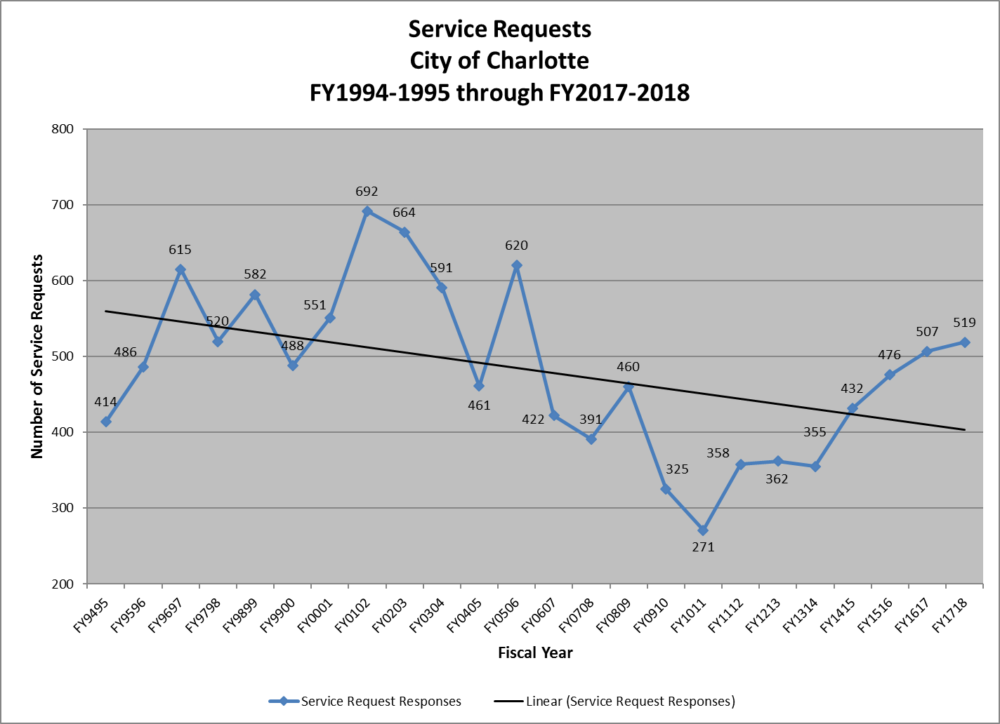 Service Requests
City of Charlotte
FY1994-1995 through FY2017-2018
Number of Service Requests
800
700
600
500
400
300
200
414
486
615
520
582
488
551
692
664
591
461
620
422
391
460
325
271
358
362
355
432
476
507
519
FY9495
FY9596
FY9697
FY9798
FY9899
FY9900
FY0001
FY0102
FY0203
FY0304
FY0405
FY0506
FY0607
FY0708
FY0809
FY0910
FY1011
FY1112
FY1213
FY1314
FY1415
FY1516
FY1617
FY1718
Fiscal Year
Service Request Responses
Linear (Service Request Responses)